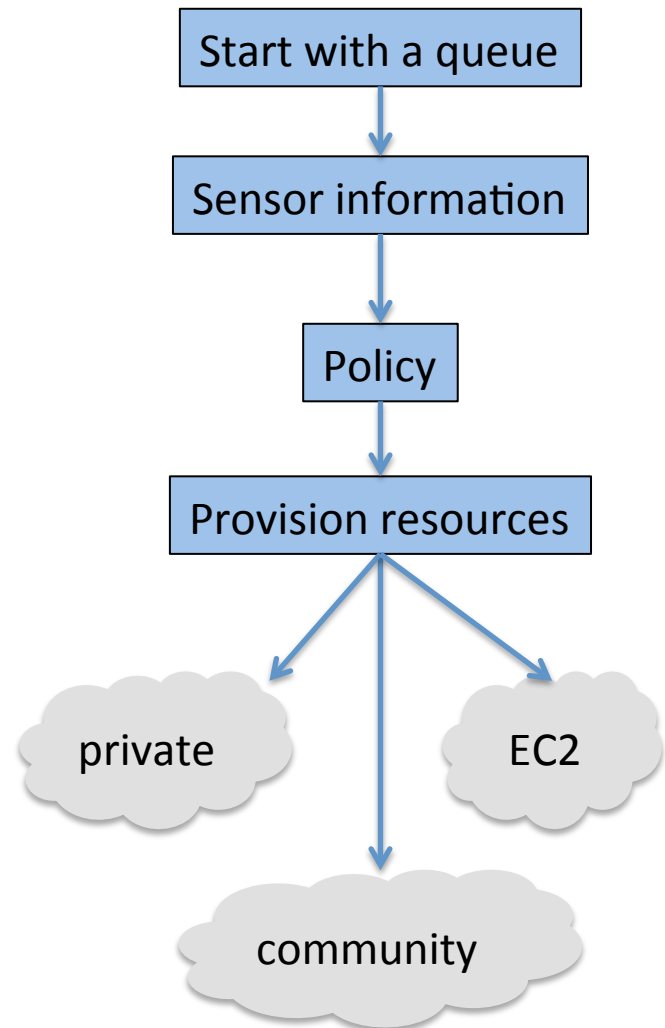 Start with a queue
Sensor information
Policy
Provision resources
private
EC2
community